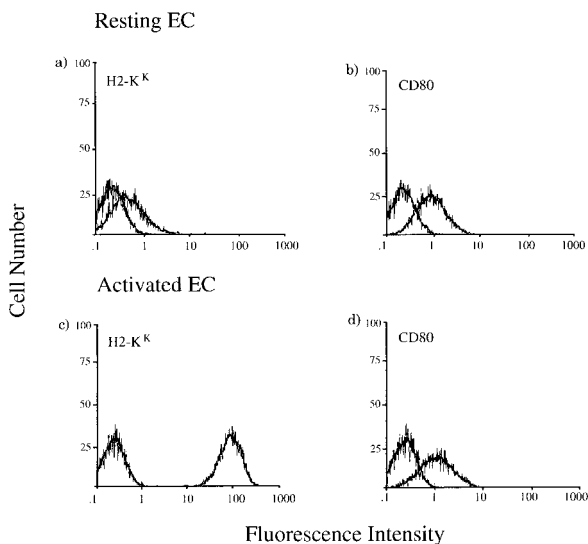 Resting EC
a) 100
H2-K^K
75
50
25
.1 1 10 100 1000
b) 100
CD80
75
50
25
.1 1 10 100 1000
Cell Number
Activated EC
c) 100
H2-K^K
75
50
25
.1 1 10 100 1000
d) 100
CD80
75
50
25
.1 1 10 100 1000
Fluorescence Intensity